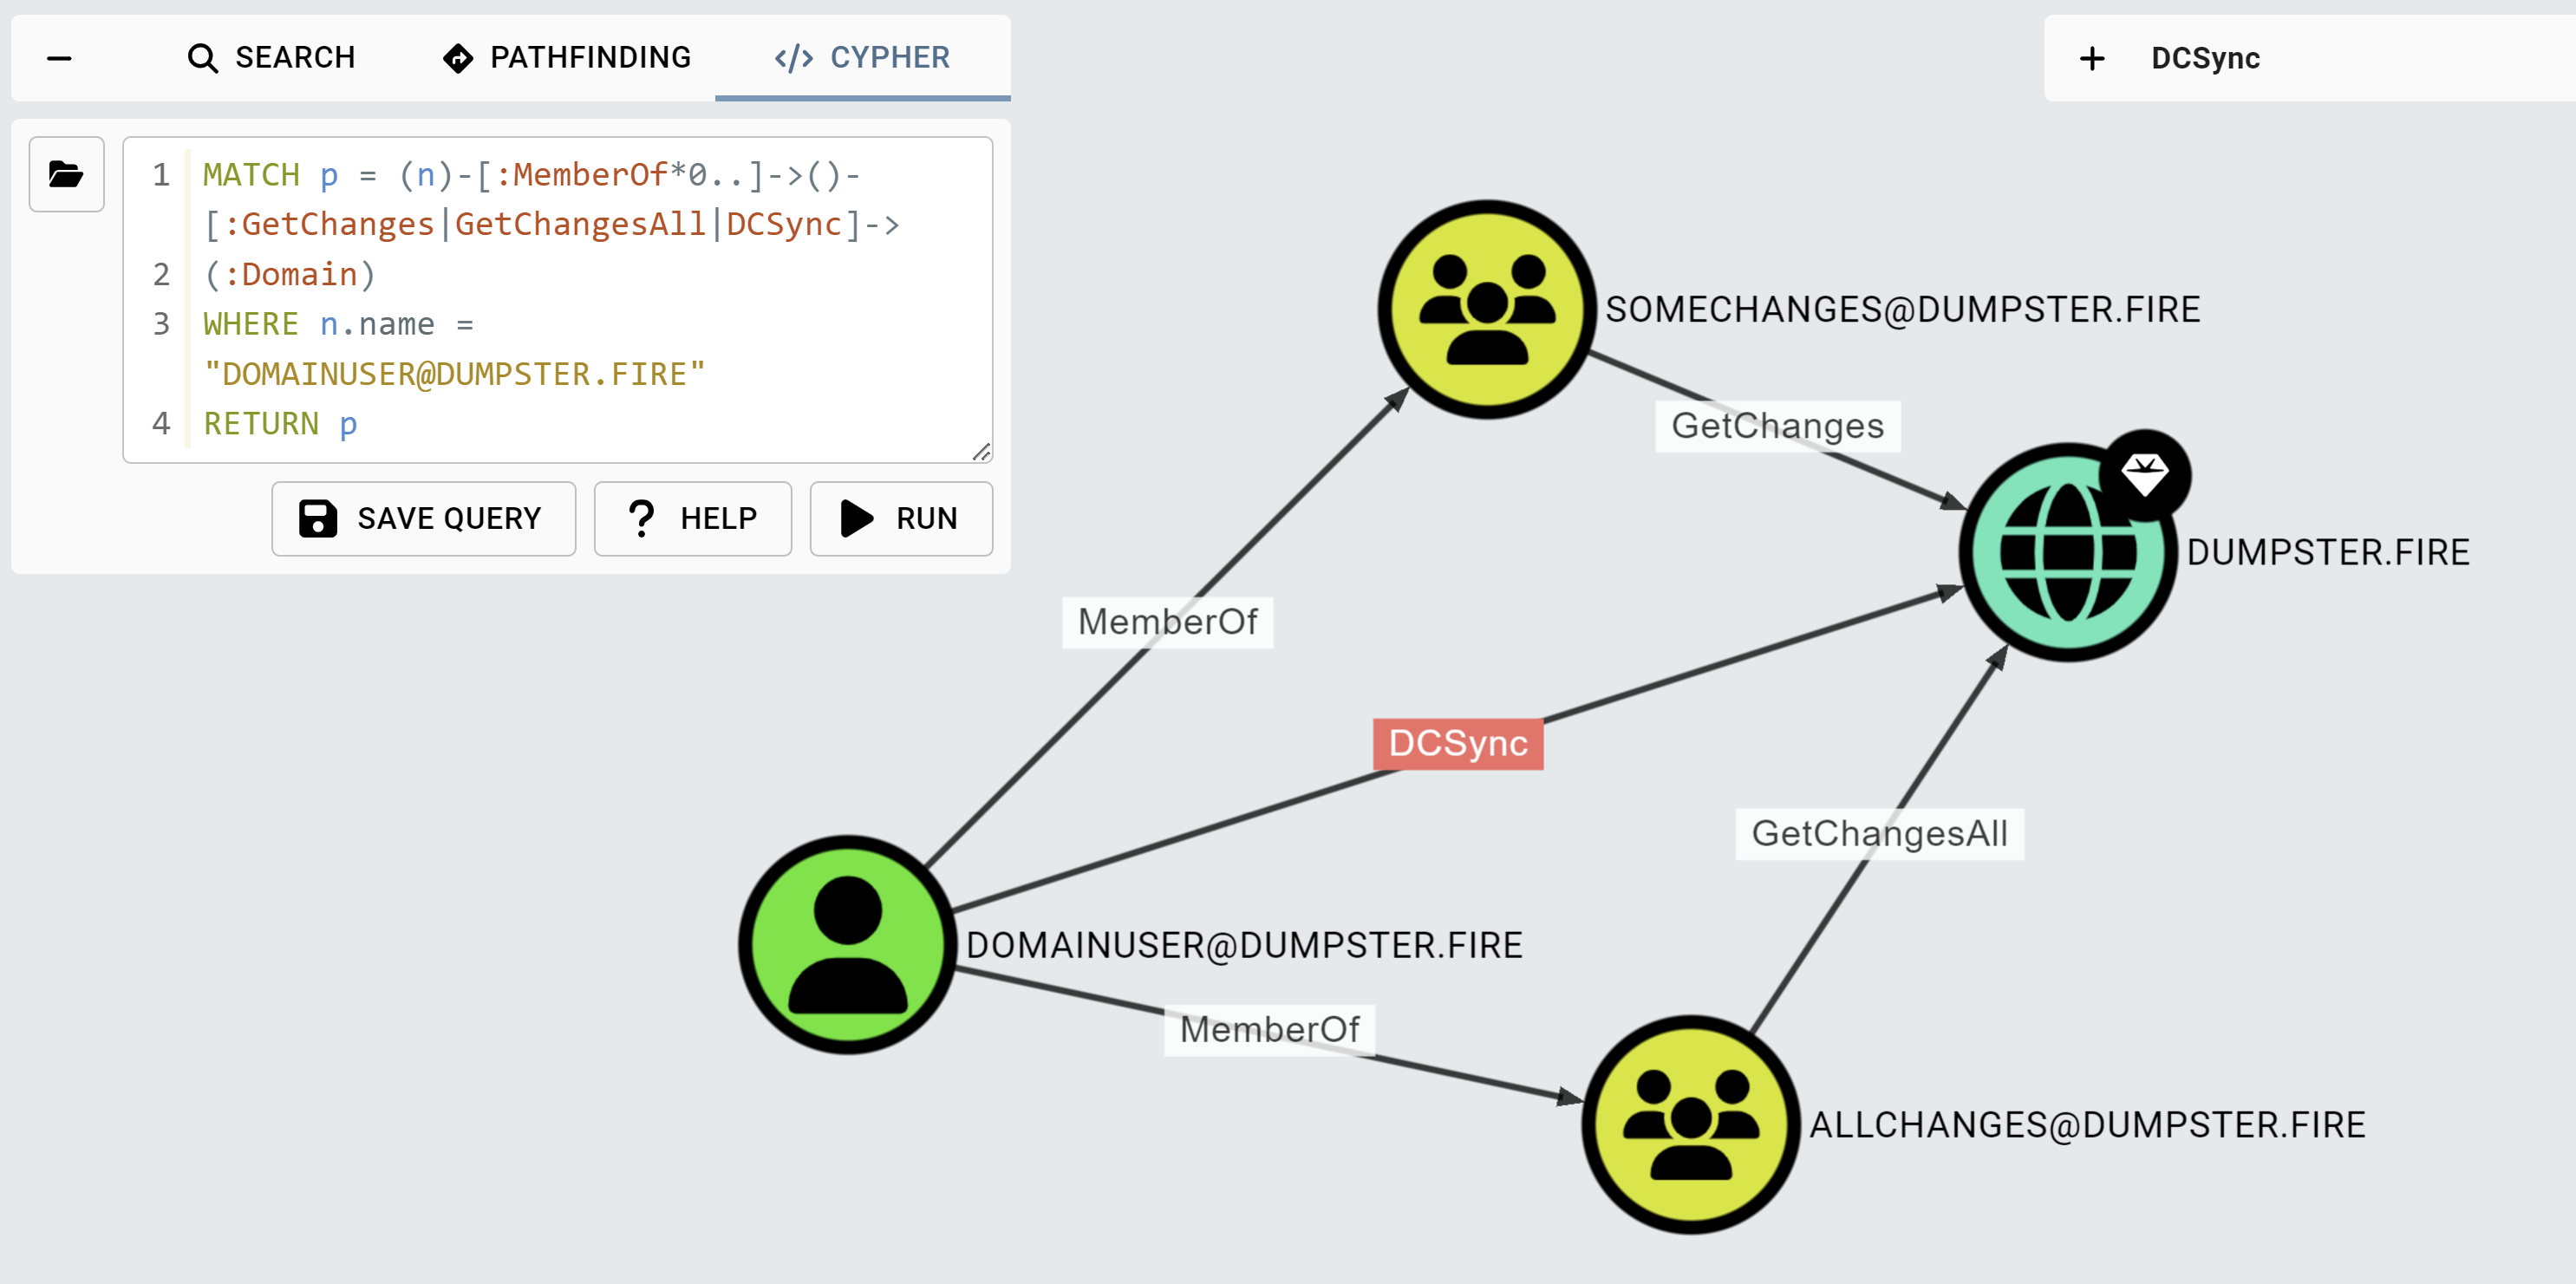 SEARCH
PATHFINDING
</> CYPHER
DCSync
1 MATCH p = (n)-[:MemberOf*0..]->()-
[:GetChanges|GetChangesAll|DCSync]->
2 (:Domain)
3 WHERE n.name =
"DOMAINUSER@DUMPSTER.FIRE"
4 RETURN p
SAVE QUERY
? HELP
RUN
SOMECHANGES@DUMPSTER.FIRE
GetChanges
DUMPSTER.FIRE
MemberOf
DCSync
GetChangesAll
DOMAINUSER@DUMPSTER.FIRE
MemberOf
ALLCHANGES@DUMPSTER.FIRE